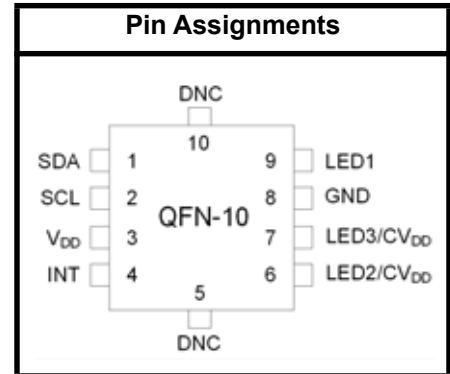 Pin Assignments
DNC
10
SDA 1 9 LED1
SCL 2 8 GND
QFN-10
VDD 3 7 LED3/CVDD
INT 4 6 LED2/CVDD
5
DNC